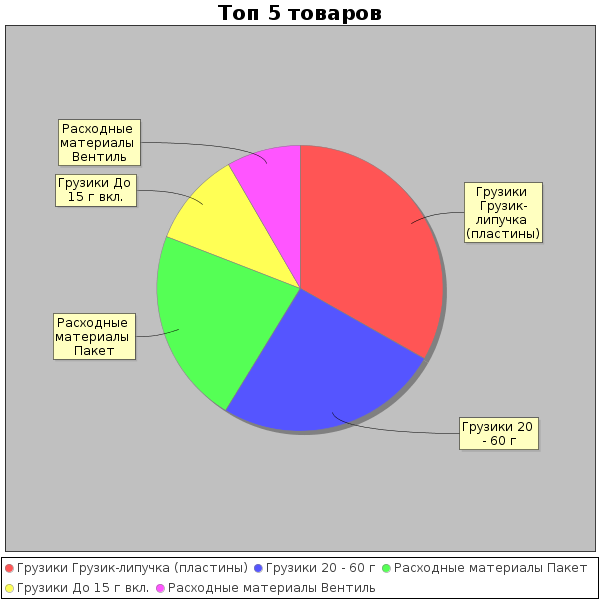 Топ 5 товаров
Расходные
материалы
Вентиль
Грузики До
15 г вкл.
Грузики
Грузик-
липучка
(пластины)
Расходные
материалы
Пакет
Грузики 20
- 60 г
Грузики Грузик-липучка (пластины) Грузики 20 - 60 г Расходные материалы Пакет
Грузики До 15 г вкл. Расходные материалы Вентиль